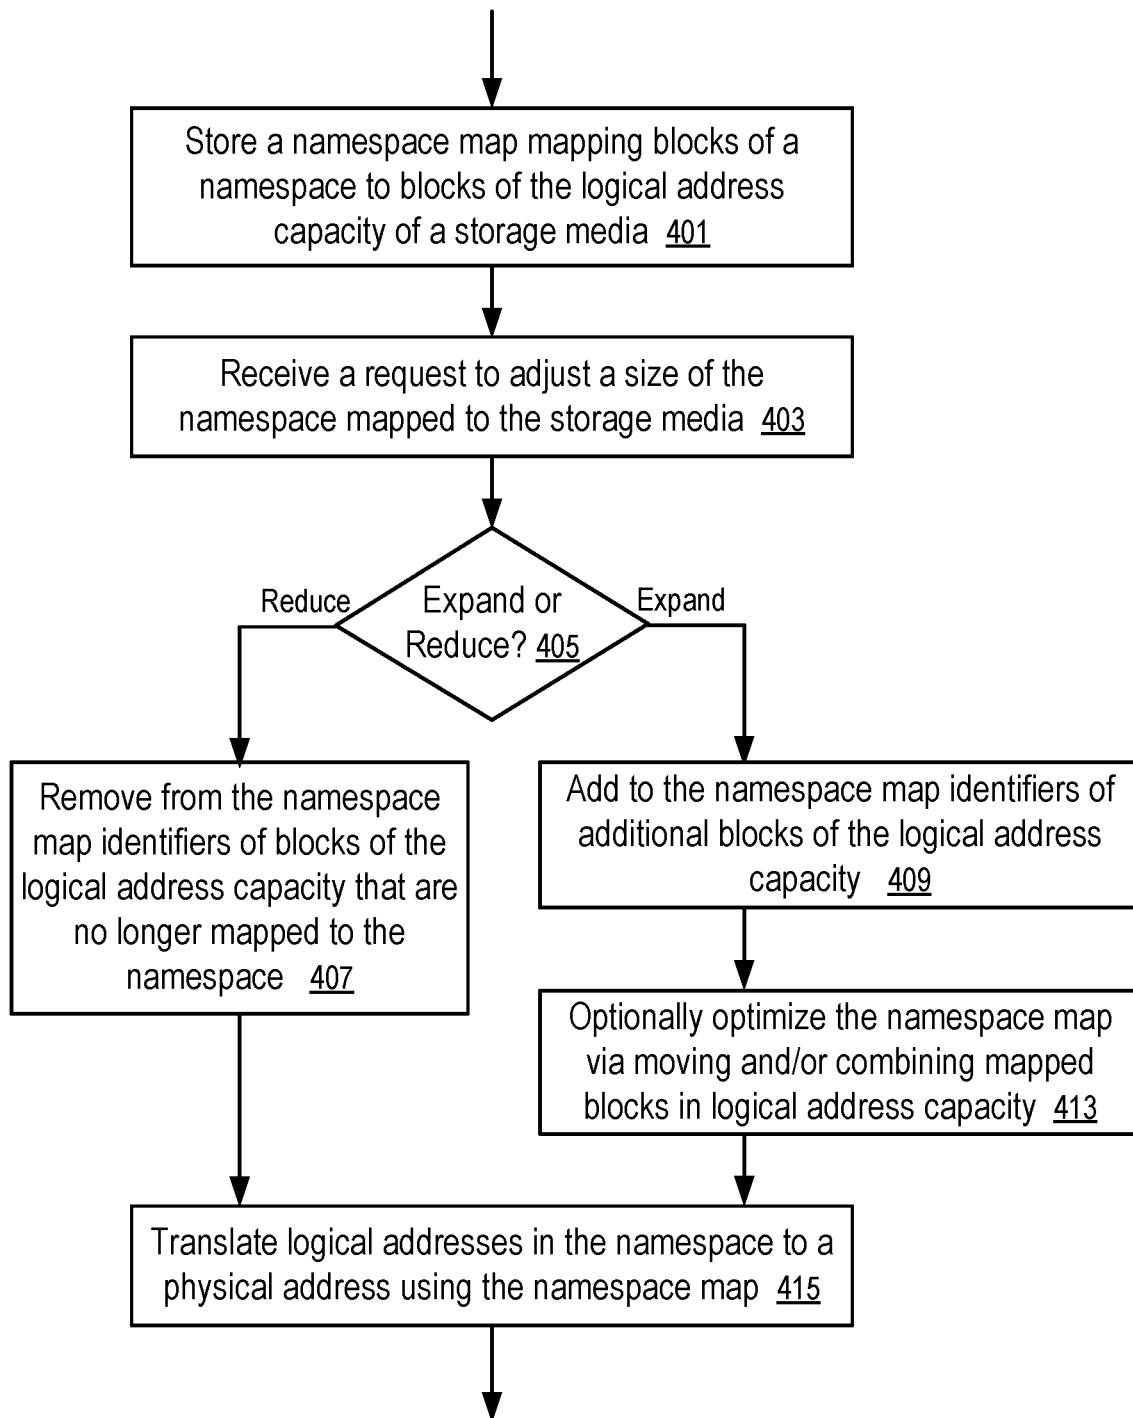 Store a namespace map mapping blocks of a
namespace to blocks of the logical address
capacity of a storage media 401
Receive a request to adjust a size of the
namespace mapped to the storage media 403
Reduce
Expand or
Reduce? 405
Expand
Remove from the namespace
map identifiers of blocks of the
logical address capacity that are
no longer mapped to the
namespace 407
Add to the namespace map identifiers of
additional blocks of the logical address
capacity 409
Optionally optimize the namespace map
via moving and/or combining mapped
blocks in logical address capacity 413
Translate logical addresses in the namespace to a
physical address using the namespace map 415